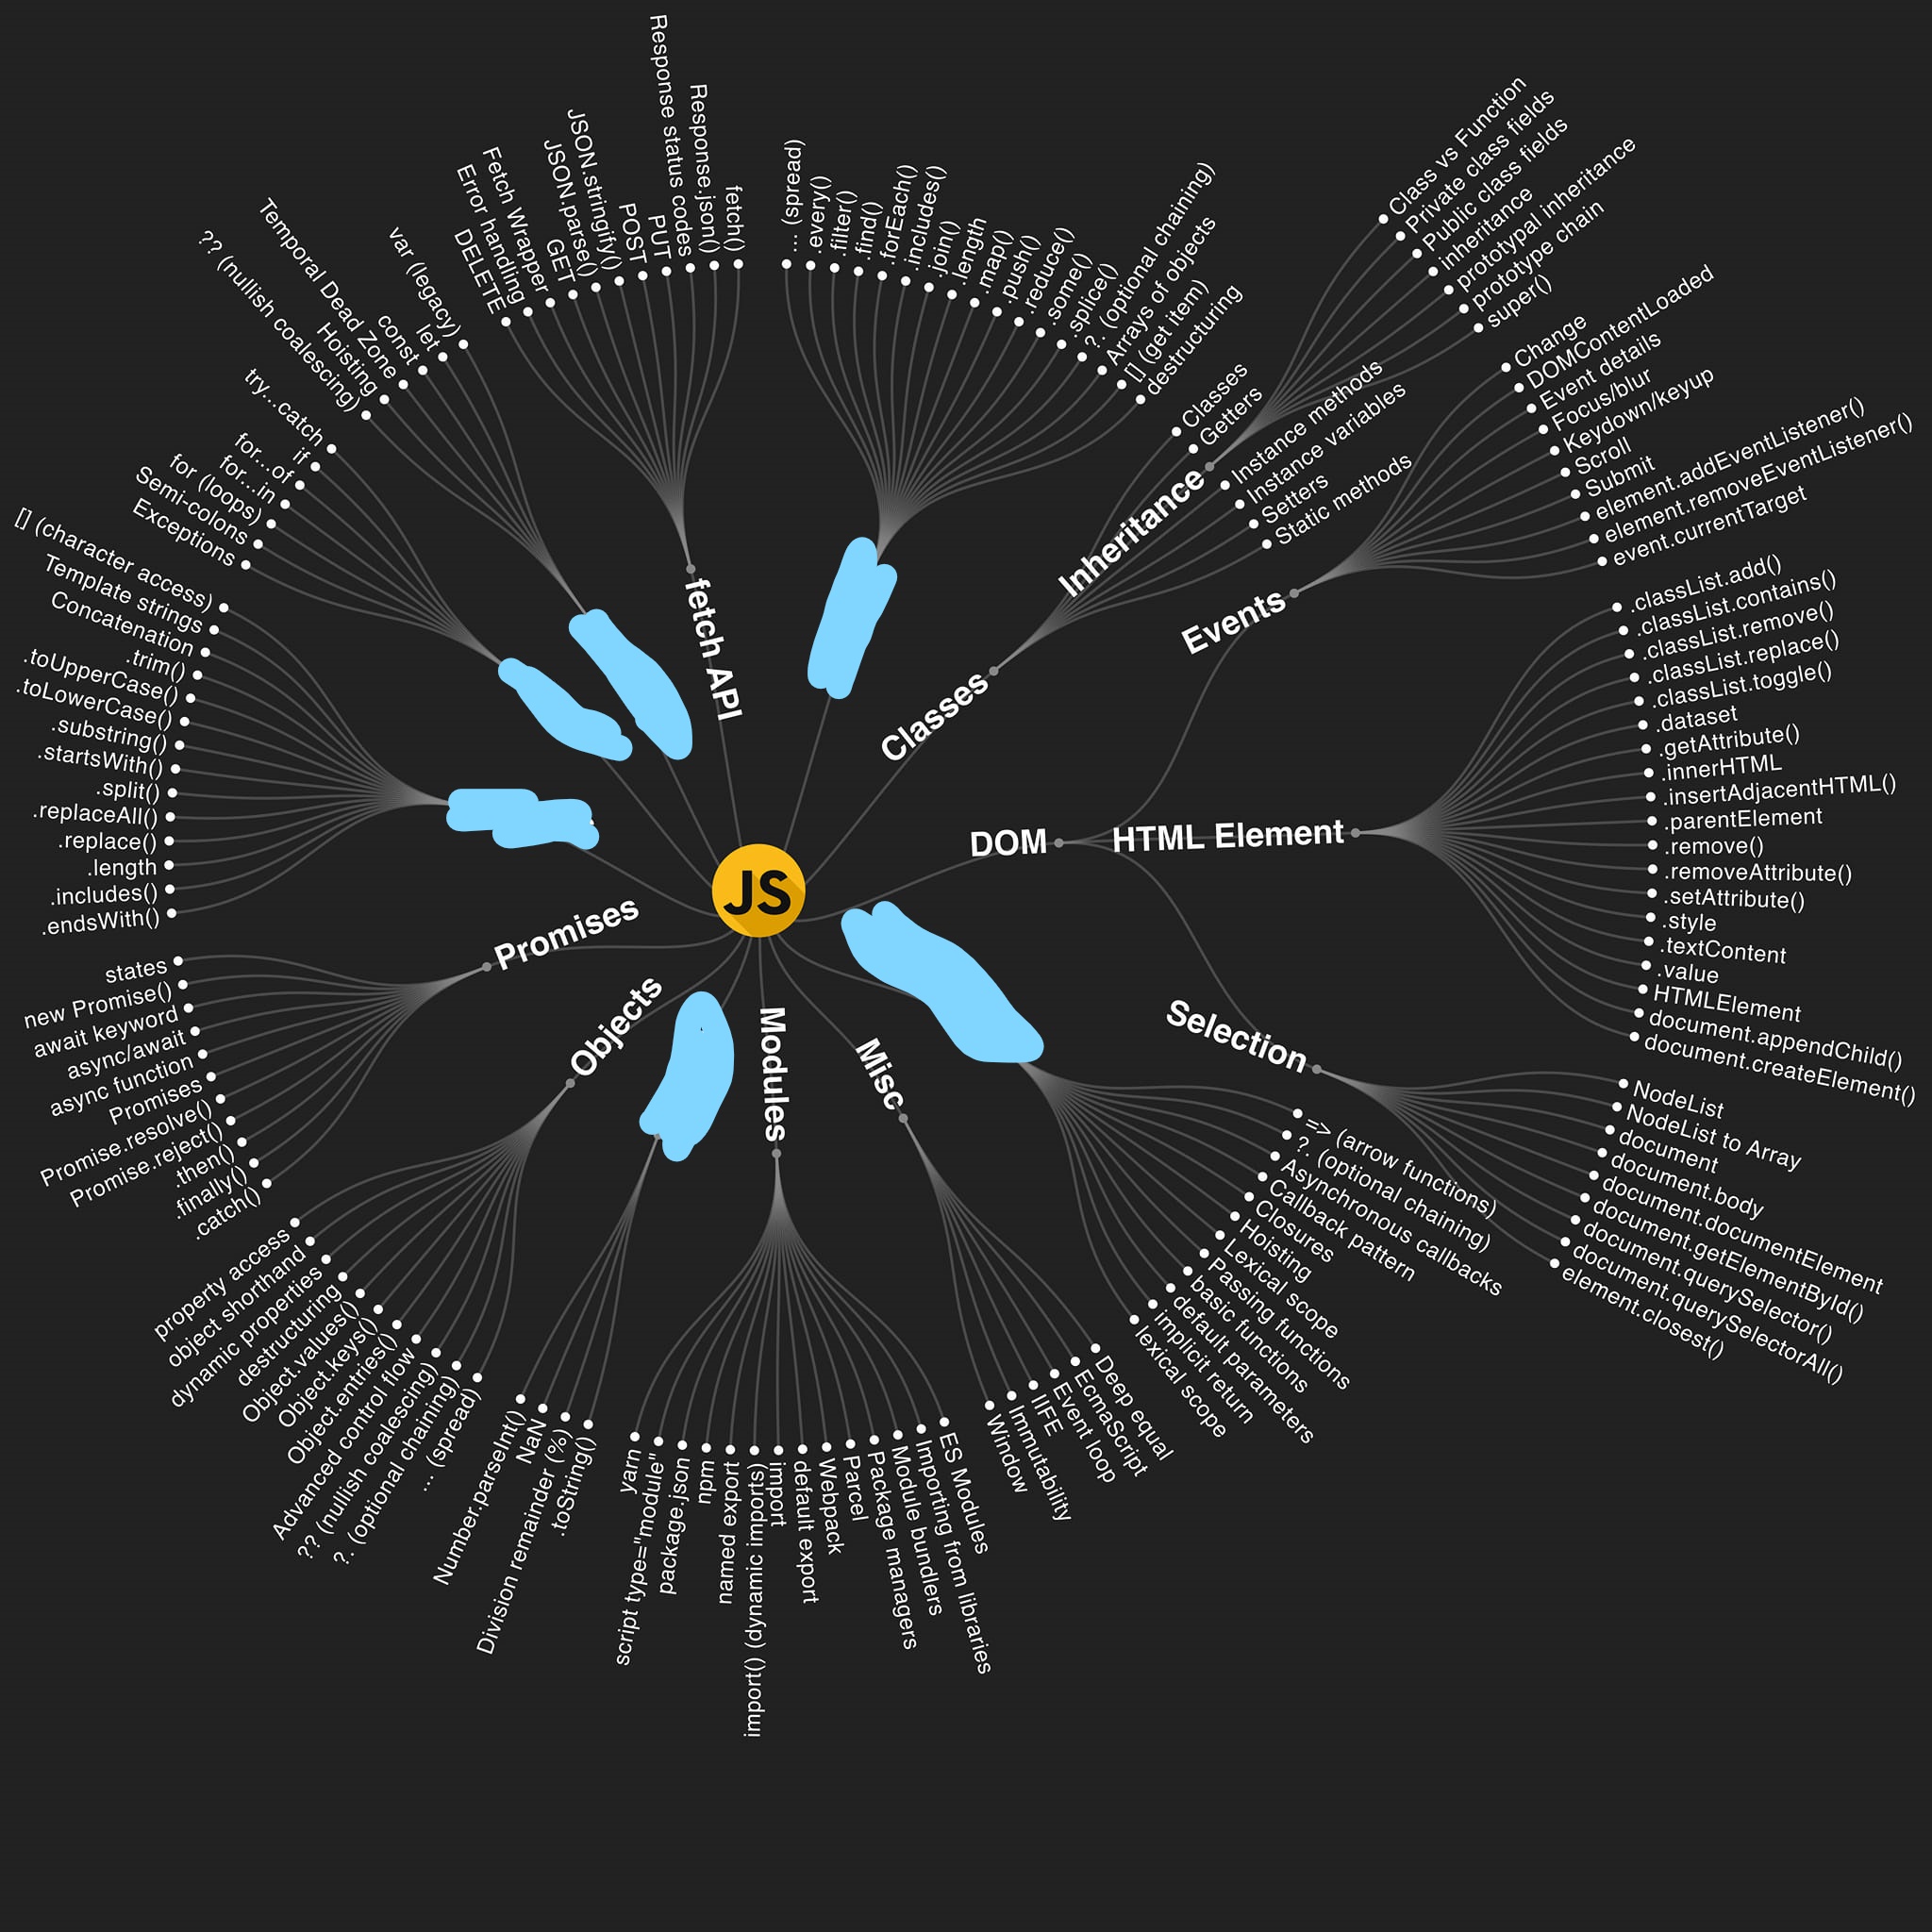 JS
fetch API
DELETE
Error handling
Fetch Wrapper
GET
JSON.parse()
JSON.stringify()
POST
PUT
Response status codes
Response.json()
fetch()
... (spread)
.every()
.filter()
.find()
.forEach()
.includes()
.join()
.length
.map()
.push()
.reduce()
.some()
.splice()
?. (optional chaining)
Arrays of objects
[] (get item)
destructuring
Classes
Classes
Getters
Inheritance
Class vs Function
Private class fields
Public class fields
inheritance
prototypal inheritance
prototype chain
super()
Instance methods
Instance variables
Setters
Static methods
DOM
Events
Change
DOMContentLoaded
Event details
Focus/blur
Keydown/keyup
Scroll
Submit
element.addEventListener()
element.removeEventListener()
event.currentTarget
HTML Element
.classList.add()
.classList.contains()
.classList.remove()
.classList.replace()
.classList.toggle()
.dataset
.getAttribute()
.innerHTML
.insertAdjacentHTML()
.parentElement
.remove()
.removeAttribute()
.setAttribute()
.style
.textContent
.value
HTMLElement
document.appendChild()
document.createElement()
Selection
NodeList
NodeList to Array
document
document.body
document.documentElement
document.getElementById()
document.querySelector()
document.querySelectorAll()
element.closest()
=> (arrow functions)
?. (optional chaining)
Asynchronous callbacks
Callback pattern
Closures
Hoisting
Lexical scope
Passing functions
basic functions
default parameters
implicit return
lexical scope
Misc
Deep equal
EcmaScript
Event loop
IIFE
Immutability
Window
Modules
ES Modules
Importing from libraries
Module bundlers
Package managers
Parcel
Webpack
default export
import
import() (dynamic imports)
named export
npm
package.json
script type="module"
yarn
.toString()
Division remainder (%)
NaN
Number.parseInt()
Objects
... (spread)
?. (optional chaining)
?? (nullish coalescing)
Advanced control flow
Object.entries()
Object.keys()
Object.values()
destructuring
dynamic properties
object shorthand
property access
Promises
.catch()
.finally()
.then()
Promise.reject()
Promise.resolve()
Promises
async function
async/await
await keyword
new Promise()
states
.endsWith()
.includes()
.length
.replace()
.replaceAll()
.split()
.startsWith()
.substring()
.toLowerCase()
.toUpperCase()
.trim()
Concatenation
Template strings
[] (character access)
Exceptions
Semi-colons
for (loops)
for...in
for...of
if
try...catch
?? (nullish coalescing)
Hoisting
Temporal Dead Zone
const
let
var (legacy)